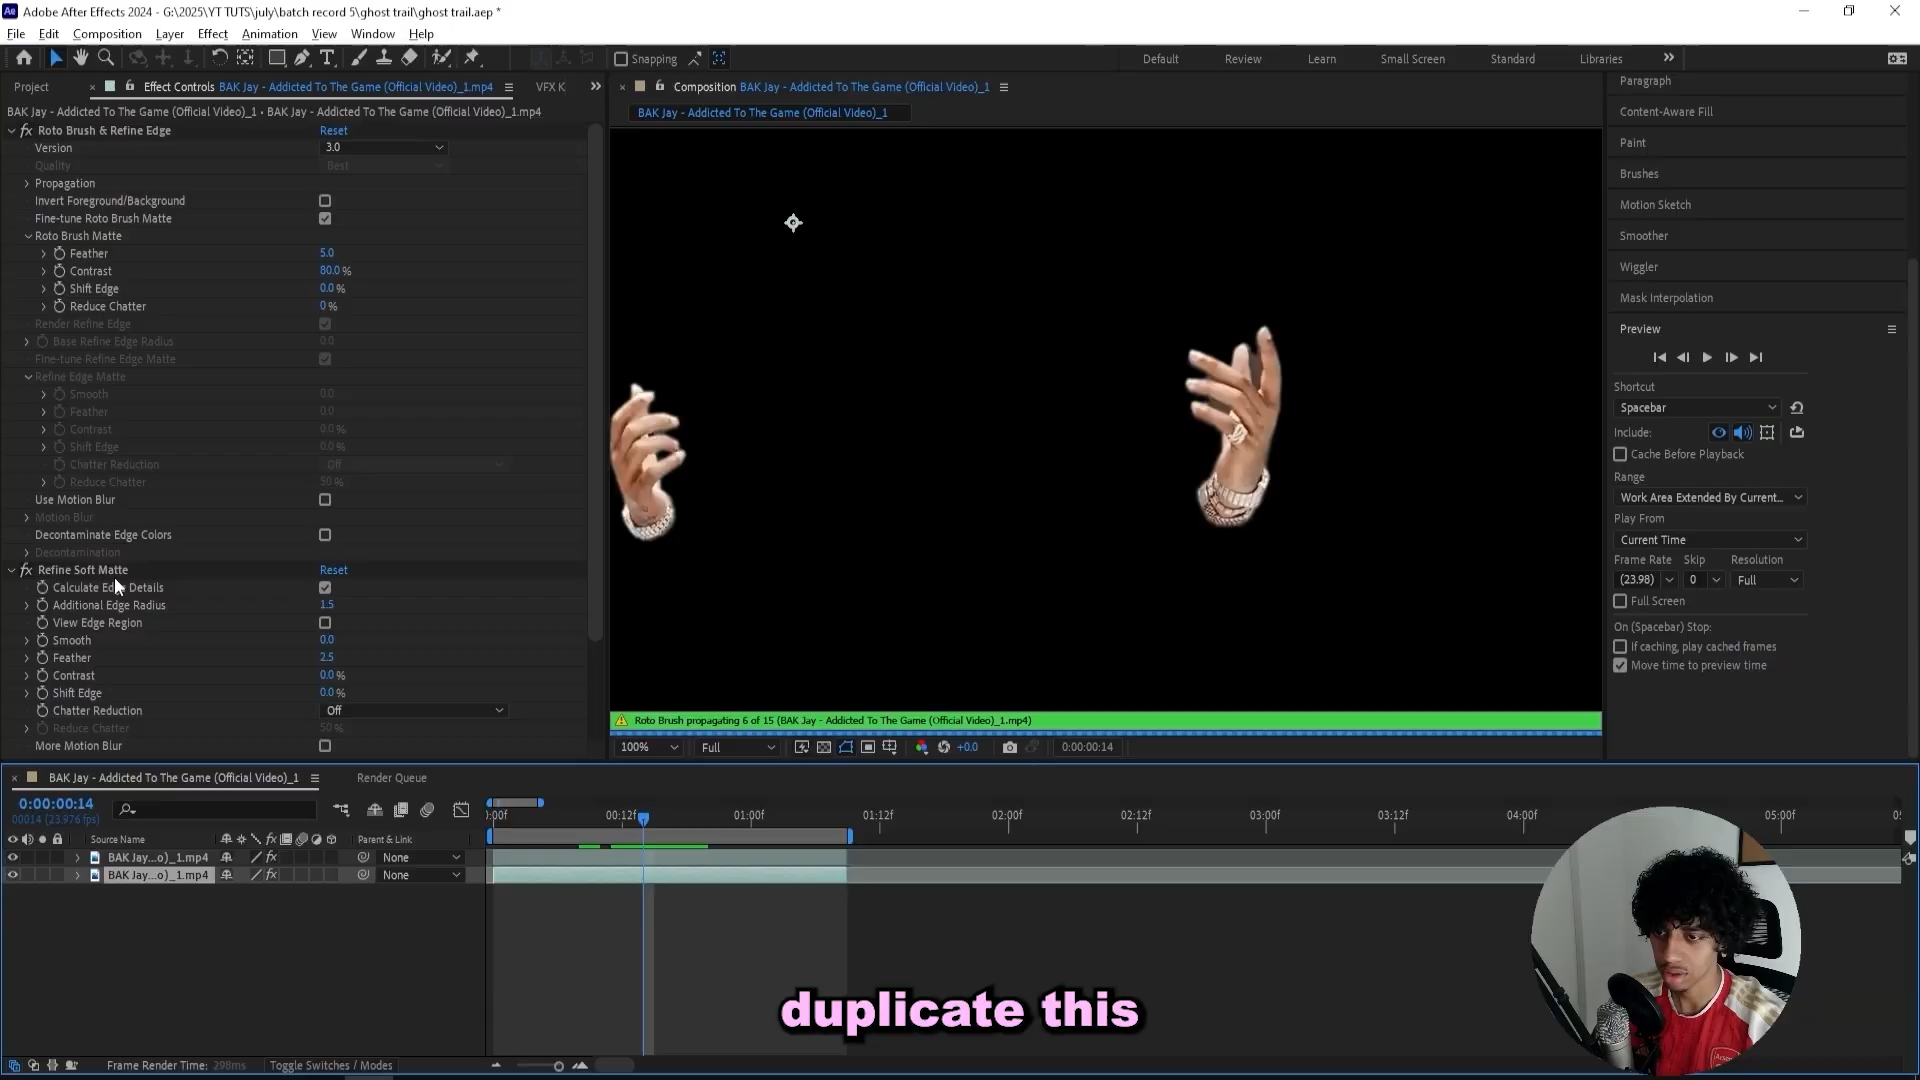 Adobe After Effects 2024 - G:\2025\YT TUTS\july\batch record 5\ghost trail\ghost trail.aep *
File Edit Composition Layer Effect Animation View Window Help
Snapping Default Review Learn Small Screen Standard Libraries
Project Effect Controls BAK Jay - Addicted To The Game (Official Video)_1.mp4 VFX K
Composition BAK Jay - Addicted To The Game (Official Video)_1
BAK Jay - Addicted To The Game (Official Video)_1 • BAK Jay - Addicted To The Game (Official Video)_1.mp4
BAK Jay - Addicted To The Game (Official Video)_1
fx Roto Brush & Refine Edge Reset
Version 3.0
Quality Best
Propagation
Invert Foreground/Background
Fine-tune Roto Brush Matte
Roto Brush Matte
Feather 5.0
Contrast 80.0 %
Shift Edge 0.0 %
Reduce Chatter 0 %
Render Refine Edge
Base Refine Edge Radius 0.0
Fine-tune Refine Edge Matte
Refine Edge Matte
Smooth 0.0
Feather 0.0
Contrast 0.0 %
Shift Edge 0.0 %
Chatter Reduction Off
Reduce Chatter 50 %
Use Motion Blur
Motion Blur
Decontaminate Edge Colors
Decontamination
fx Refine Soft Matte Reset
Calculate Edge Details
Additional Edge Radius 1.5
View Edge Region
Smooth 0.0
Feather 2.5
Contrast 0.0 %
Shift Edge 0.0 %
Chatter Reduction Off
Reduce Chatter 50 %
More Motion Blur
Roto Brush propagating 6 of 15 (BAK Jay - Addicted To The Game (Official Video)_1.mp4)
100% Full +0.0 0:00:00:14
Paragraph
Content-Aware Fill
Paint
Brushes
Motion Sketch
Smoother
Wiggler
Mask Interpolation
Preview
Shortcut
Spacebar
Include:
Cache Before Playback
Range
Work Area Extended By Current...
Play From
Current Time
Frame Rate Skip Resolution
(23.98) 0 Full
Full Screen
On (Spacebar) Stop:
If caching, play cached frames
Move time to preview time
BAK Jay - Addicted To The Game (Official Video)_1 Render Queue
0:00:00:14
00014 (23.976 fps)
):00f 00:12f 01:00f 01:12f 02:00f 02:12f 03:00f 03:12f 04:00f 05:00f
Source Name fx Parent & Link
BAK Jay...o)_1.mp4 fx None
BAK Jay...o)_1.mp4 fx None
duplicate this
Frame Render Time: 298ms Toggle Switches / Modes